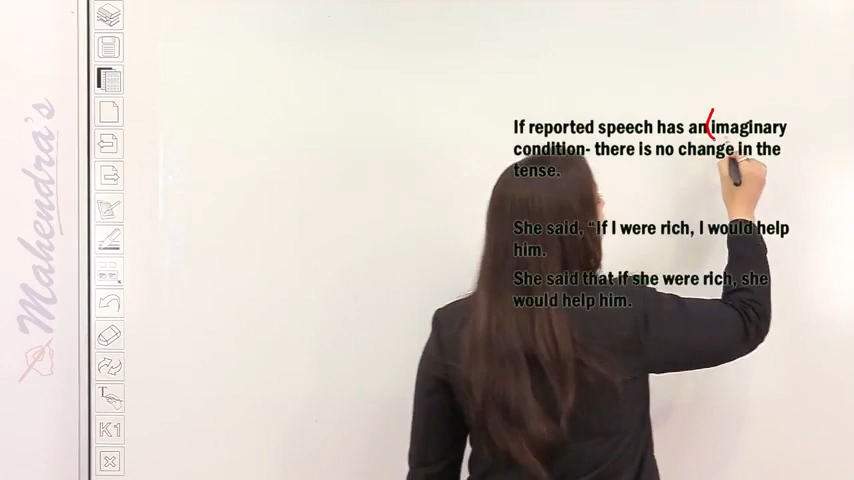 Mahendra's
If reported speech has an imaginary
condition- there is no change in the
tense.
She said, "If I were rich, I would help
him.
She said that if she were rich, she
would help him.
T
K1